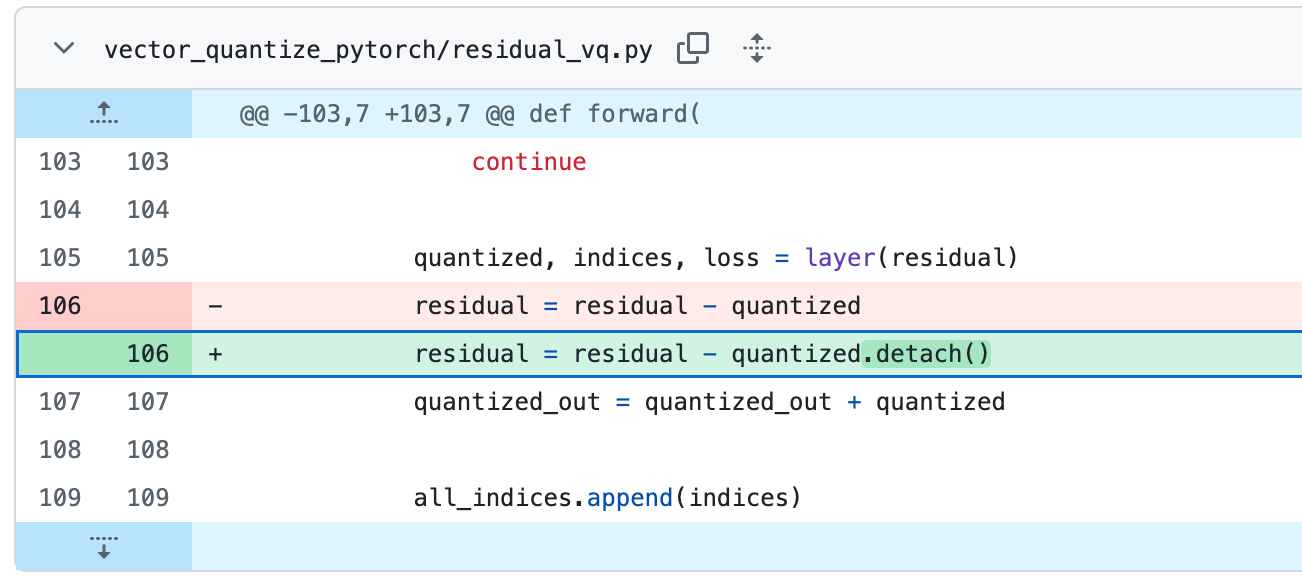 vector_quantize_pytorch/residual_vq.py
@@ -103,7 +103,7 @@ def forward(
103 103 continue
104 104
105 105 quantized, indices, loss = layer(residual)
106 - residual = residual - quantized
106 + residual = residual - quantized.detach()
107 107 quantized_out = quantized_out + quantized
108 108
109 109 all_indices.append(indices)